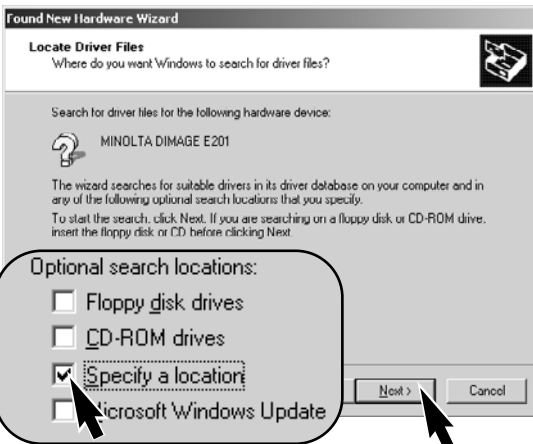 Found New Hardware Wizard
Locate Driver Files
Where do you want Windows to search for driver files?
Search for driver files for the following hardware device:
MINOLTA DIMAGE E201
The wizard searches for suitable drivers in its driver database on your computer and in
any of the following optional search locations that you specify.
To start the search, click Next. If you are searching on a floppy disk or CD-ROM drive,
insert the floppy disk or CD before clicking Next.
Optional search locations:
Floppy disk drives
CD-ROM drives
Specify a location
Microsoft Windows Update
Next >
Cancel